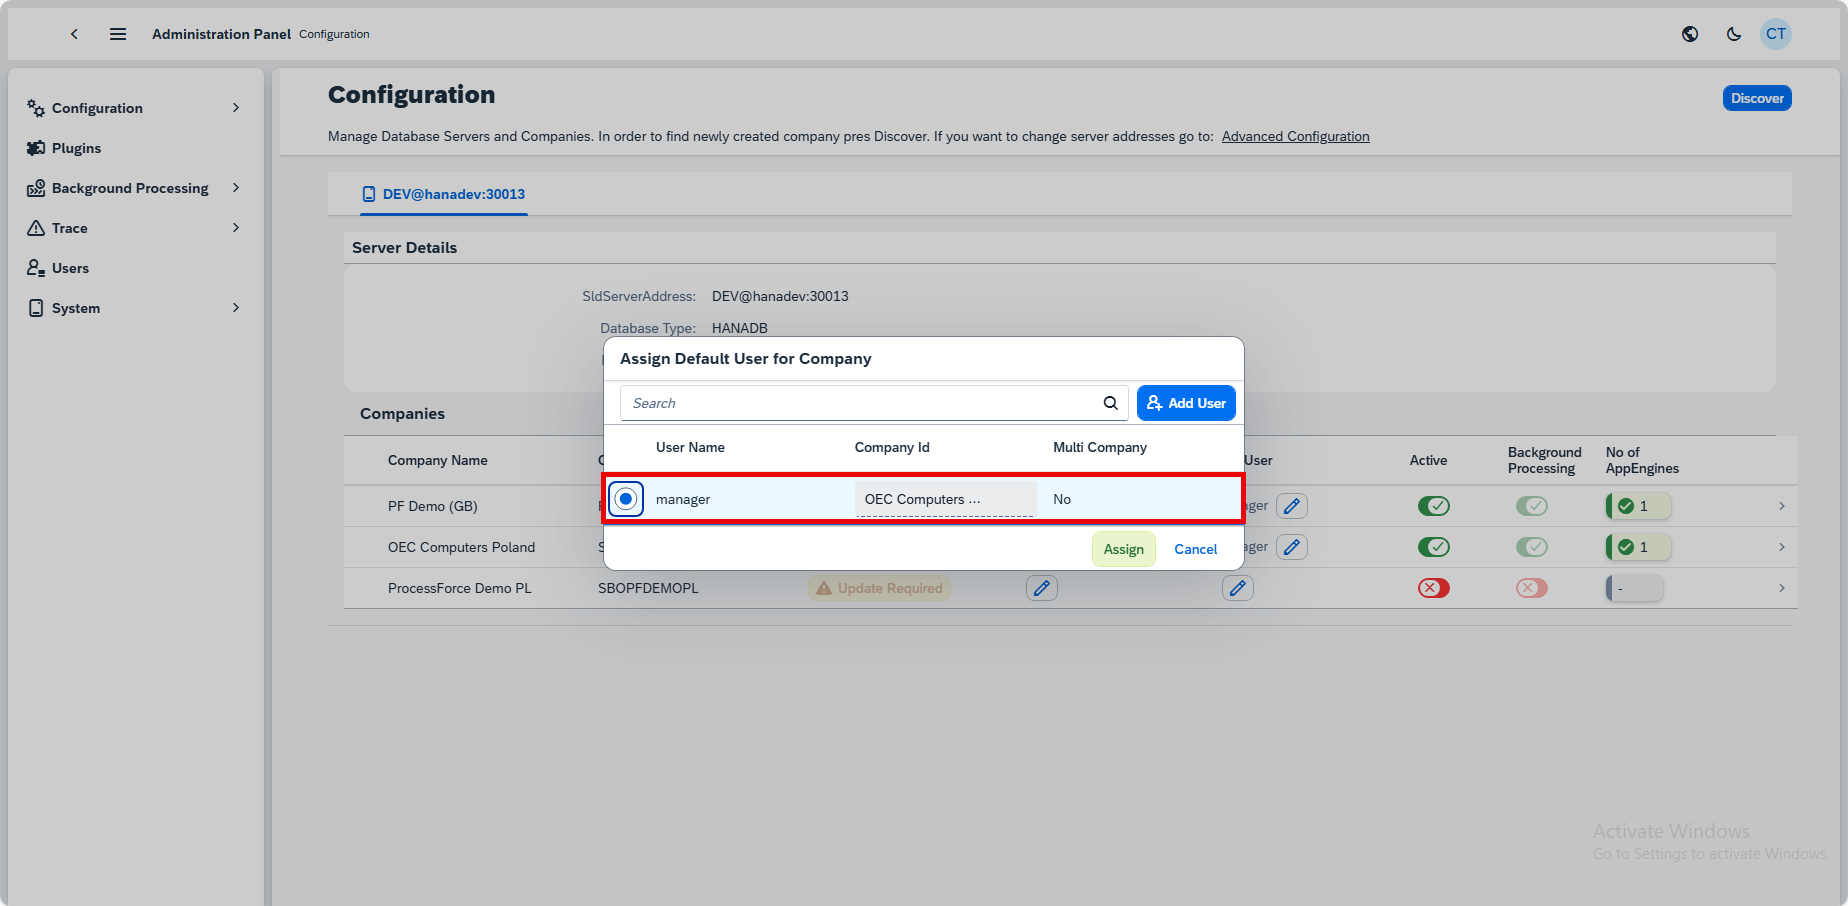 Administration Panel Configuration
CT
Configuration
Plugins
Background Processing
Trace
Users
System
Configuration
Discover
Manage Database Servers and Companies. In order to find newly created company pres Discover. If you want to change server addresses go to: Advanced Configuration
DEV@hanadev:30013
Server Details
SldServerAddress: DEV@hanadev:30013
Database Type: HANADB
Assign Default User for Company
Search
Add User
User Name Company Id Multi Company
manager OEC Computers ... No
Assign Cancel
Companies
Company Name User Active Background Processing No of AppEngines
PF Demo (GB) 1
OEC Computers Poland 1
ProcessForce Demo PL SBOPFDEMOPL Update Required -
Activate Windows
Go to Settings to activate Windows.